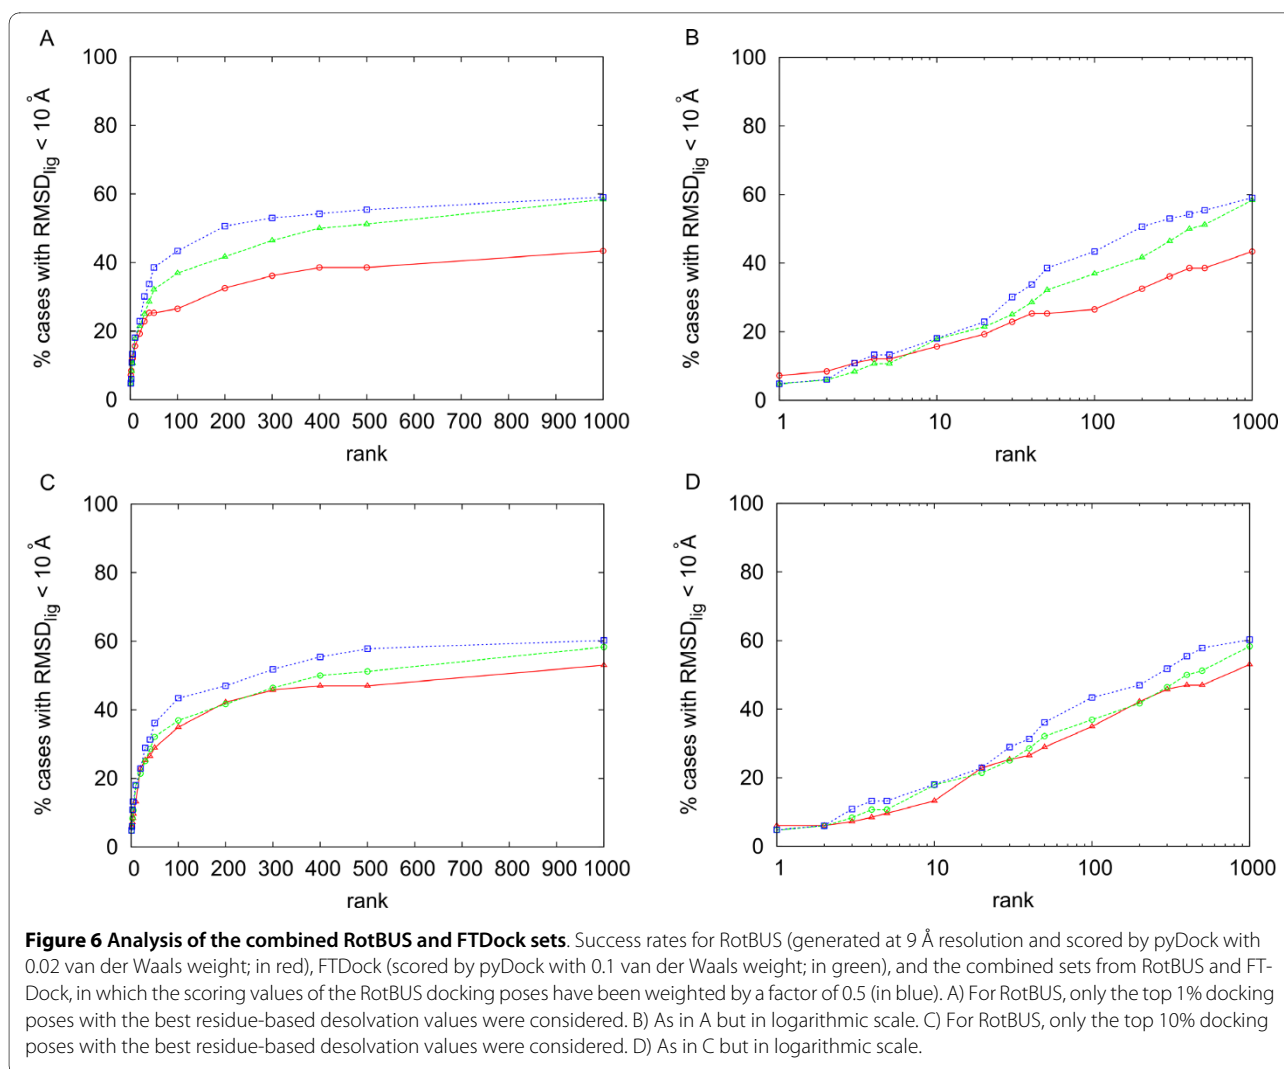 A
% cases with RMSDlig < 10 Å
100
80
60
40
20
0
0 100 200 300 400 500 600 700 800 900 1000
rank
B
% cases with RMSDlig < 10 Å
100
80
60
40
20
0
1 10 100 1000
rank
C
% cases with RMSDlig < 10 Å
100
80
60
40
20
0
0 100 200 300 400 500 600 700 800 900 1000
rank
D
% cases with RMSDlig < 10 Å
100
80
60
40
20
0
1 10 100 1000
rank
Figure 6 Analysis of the combined RotBUS and FTDock sets. Success rates for RotBUS (generated at 9 Å resolution and scored by pyDock with
0.02 van der Waals weight; in red), FTDock (scored by pyDock with 0.1 van der Waals weight; in green), and the combined sets from RotBUS and FT-
Dock, in which the scoring values of the RotBUS docking poses have been weighted by a factor of 0.5 (in blue). A) For RotBUS, only the top 1% docking
poses with the best residue-based desolvation values were considered. B) As in A but in logarithmic scale. C) For RotBUS, only the top 10% docking
poses with the best residue-based desolvation values were considered. D) As in C but in logarithmic scale.